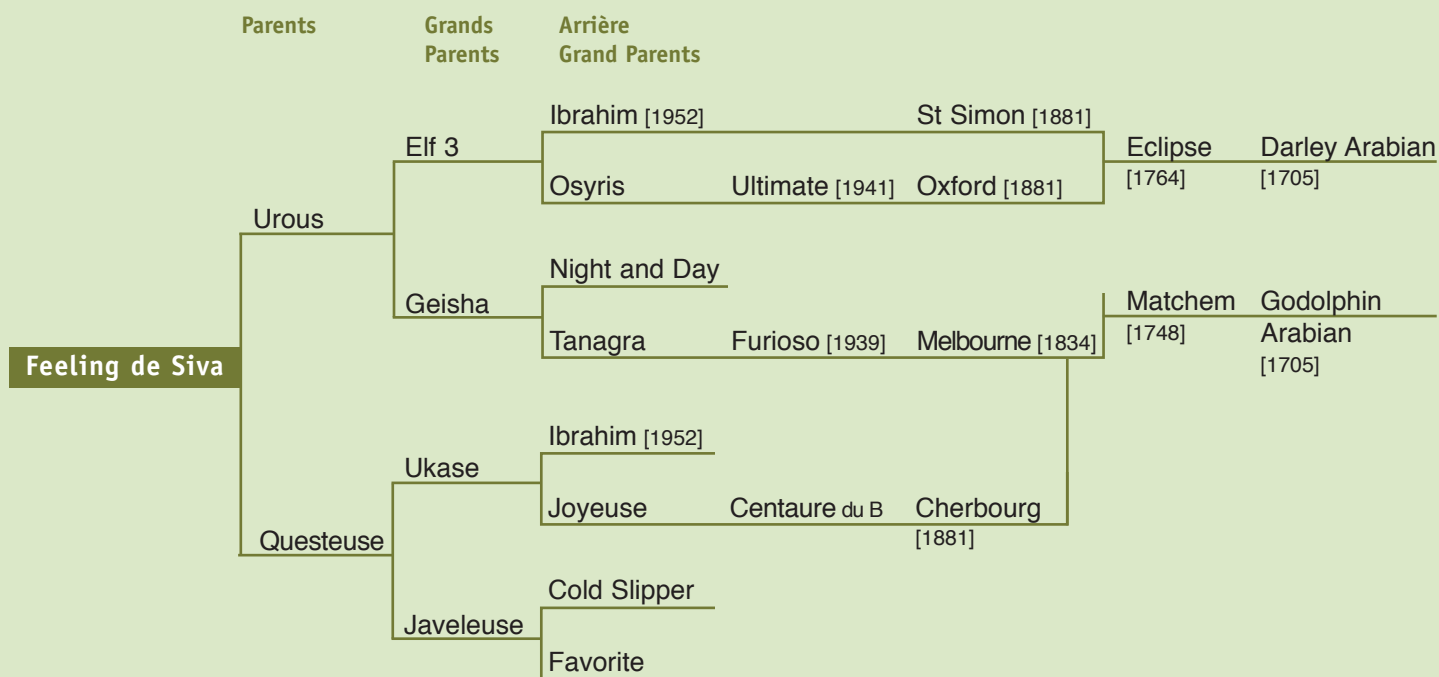 Parents Grands Arrière
Parents Grand Parents
Ibrahim [1952] St Simon [1881]
Elf 3 Eclipse Darley Arabian
Osyris Ultimate [1941] Oxford [1881] [1764] [1705]
Urous
Night and Day
Geisha Matchem Godolphin
Tanagra Furioso [1939] Melbourne [1834] [1748] Arabian
Feeling de Siva [1705]
Ibrahim [1952]
Ukase
Joyeuse Centaure du B Cherbourg
Questeuse [1881]
Cold Slipper
Javeleuse
Favorite